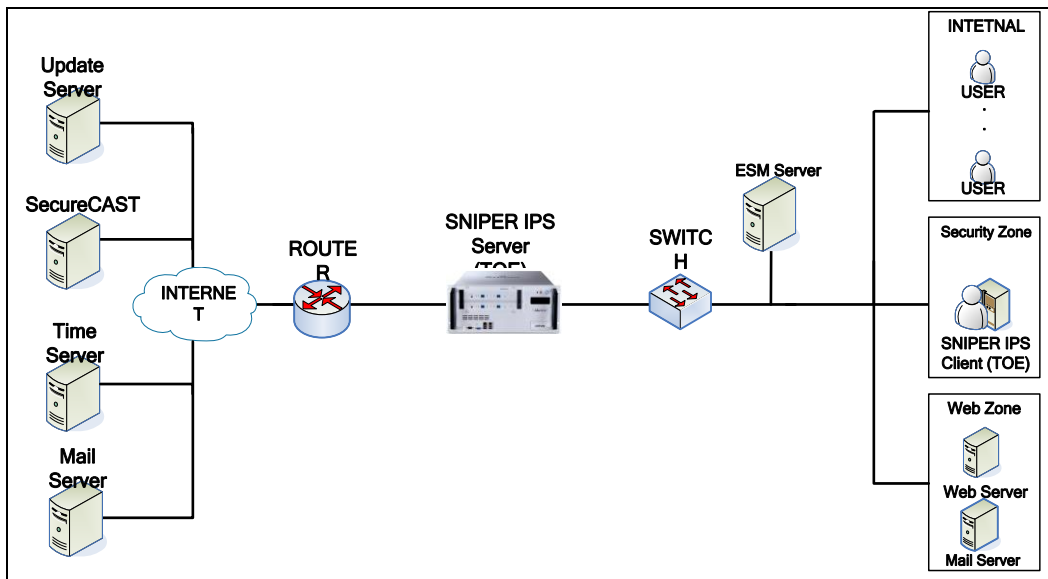 Update
Server
SecureCAST
Time
Server
Mail
Server
INTERNE
T
ROUTE
R
SNIPER IPS
Server
(TOE)
SWITC
H
ESM Server
INTETNAL
USER
.
.
USER
Security Zone
SNIPER IPS
Client (TOE)
Web Zone
Web Server
Mail Server